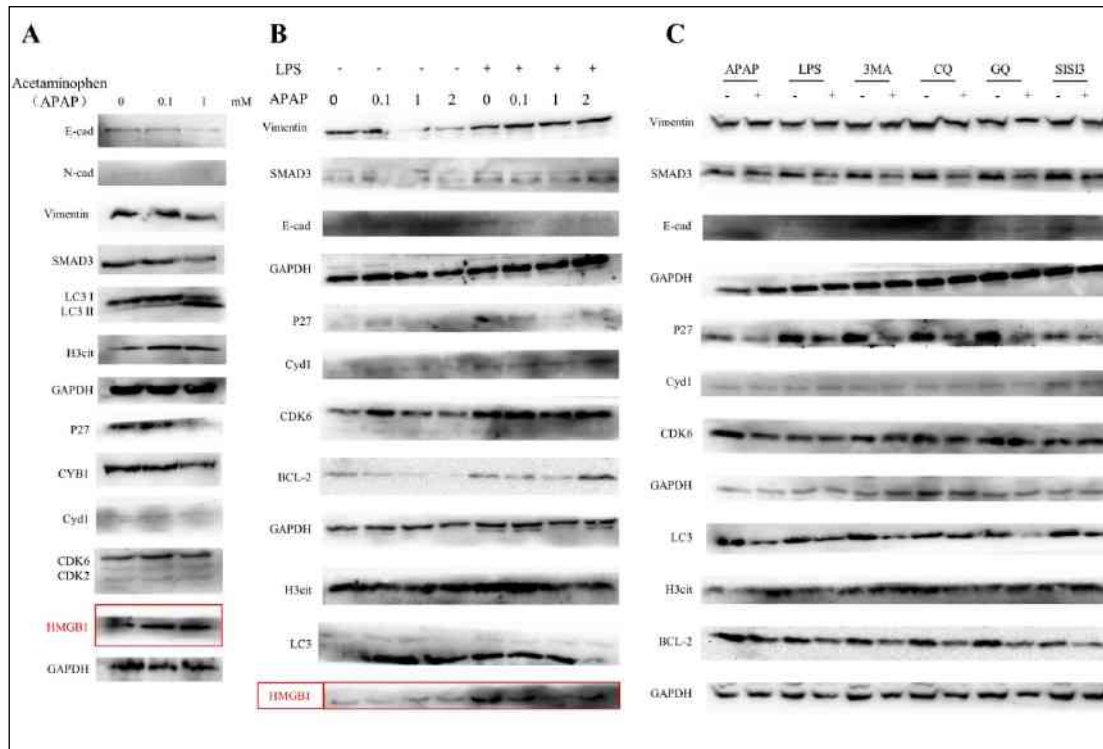 A
Acetaminophen
(APAP) 0 0.1 1 mM
E-cad
N-cad
Vimentin
SMAD3
LC3 I
LC3 II
H3cit
GAPDH
P27
CYB1
Cyd1
CDK6
CDK2
HMGB1
GAPDH
B
LPS - - - - + + + +
APAP 0 0.1 1 2 0 0.1 1 2
Vimentin
SMAD3
E-cad
GAPDH
P27
Cyd1
CDK6
BCL-2
GAPDH
H3cit
LC3
HMGB1
C
APAP LPS 3MA CQ GQ SISI3
- + - + - + - + - + - +
Vimentin
SMAD3
E-cad
GAPDH
P27
Cyd1
CDK6
GAPDH
LC3
H3cit
BCL-2
GAPDH